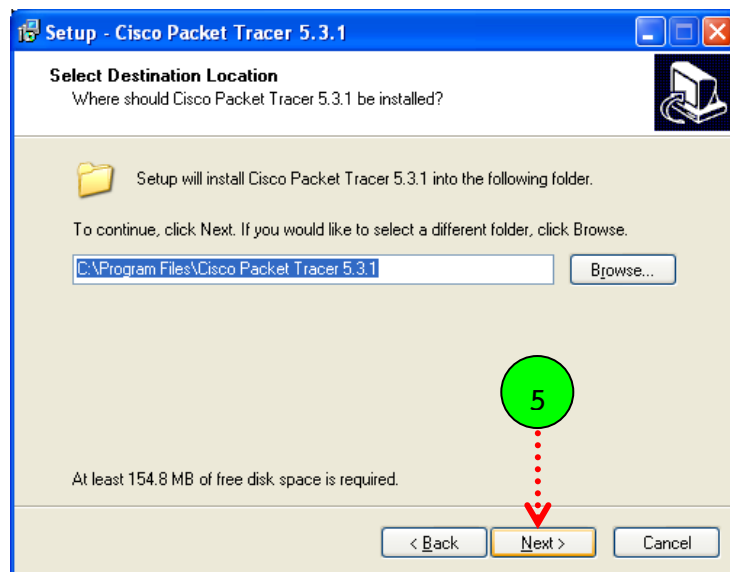 Setup - Cisco Packet Tracer 5.3.1
Select Destination Location
Where should Cisco Packet Tracer 5.3.1 be installed?
Setup will install Cisco Packet Tracer 5.3.1 into the following folder.
To continue, click Next. If you would like to select a different folder, click Browse.
C:\Program Files\Cisco Packet Tracer 5.3.1
Browse...
5
At least 154.8 MB of free disk space is required.
< Back
Next >
Cancel